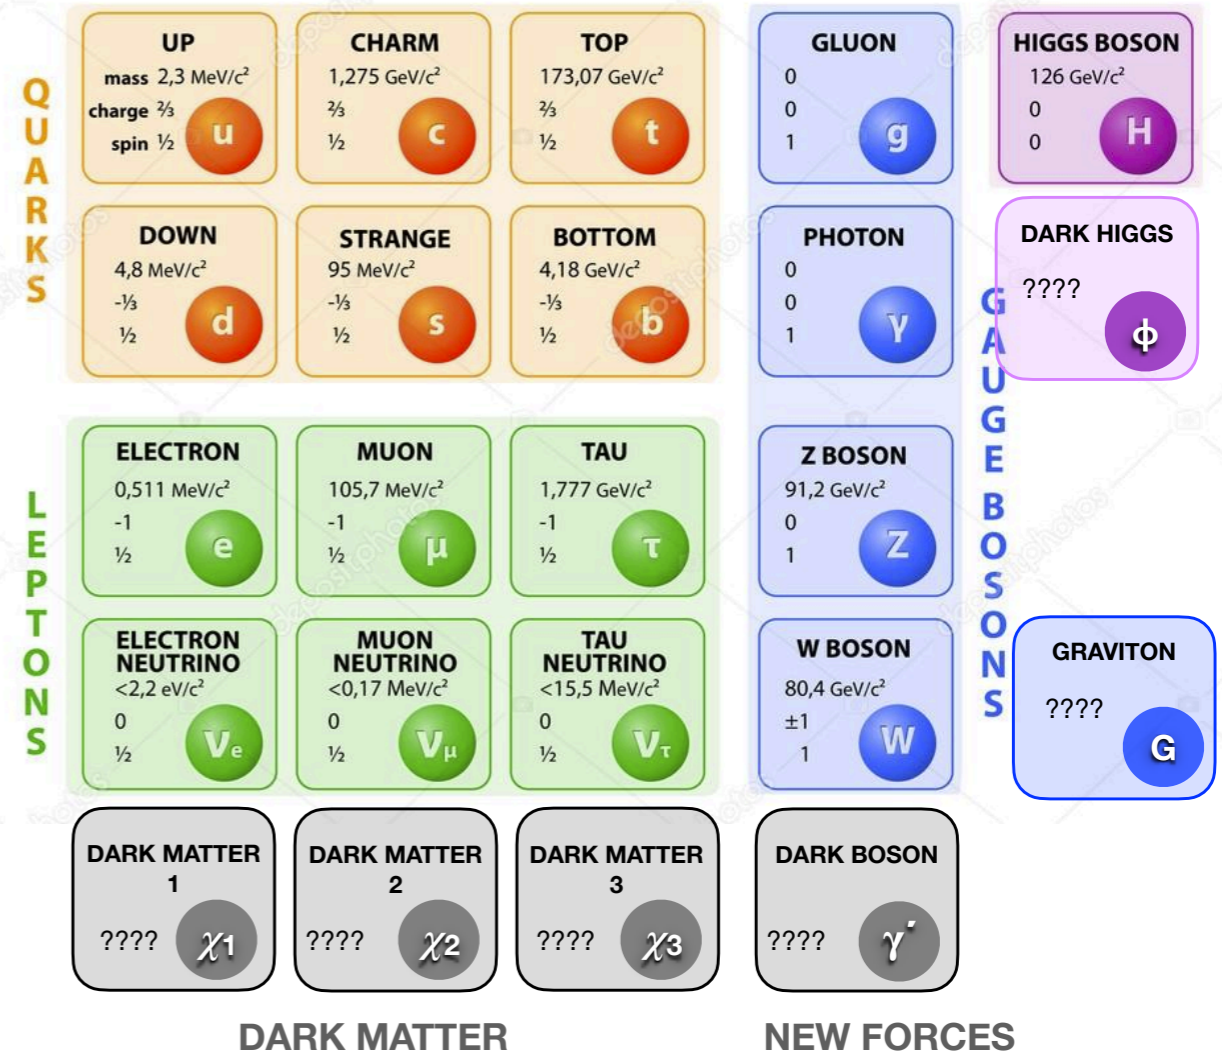 QUARKS
UP
mass 2,3 MeV/c²
charge ⅔
spin ½
u
CHARM
1,275 GeV/c²
⅔
½
c
TOP
173,07 GeV/c²
⅔
½
t
GLUON
0
0
1
g
HIGGS BOSON
126 GeV/c²
0
0
H
DOWN
4,8 MeV/c²
-⅓
½
d
STRANGE
95 MeV/c²
-⅓
½
s
BOTTOM
4,18 GeV/c²
-⅓
½
b
PHOTON
0
0
1
γ
DARK HIGGS
????
ϕ
GAUGE BOSONS
LEPTONS
ELECTRON
0,511 MeV/c²
-1
½
e
MUON
105,7 MeV/c²
-1
½
μ
TAU
1,777 GeV/c²
-1
½
τ
Z BOSON
91,2 GeV/c²
0
1
Z
ELECTRON
NEUTRINO
<2,2 eV/c²
0
½
νe
MUON
NEUTRINO
<0,17 MeV/c²
0
½
νμ
TAU
NEUTRINO
<15,5 MeV/c²
0
½
ντ
W BOSON
80,4 GeV/c²
±1
1
W
GRAVITON
????
G
DARK MATTER
1
????
χ1
DARK MATTER
2
????
χ2
DARK MATTER
3
????
χ3
DARK BOSON
????
γ´
DARK MATTER
NEW FORCES
depositphotos
depositphotos
depositphotos
depositphotos
depositphotos